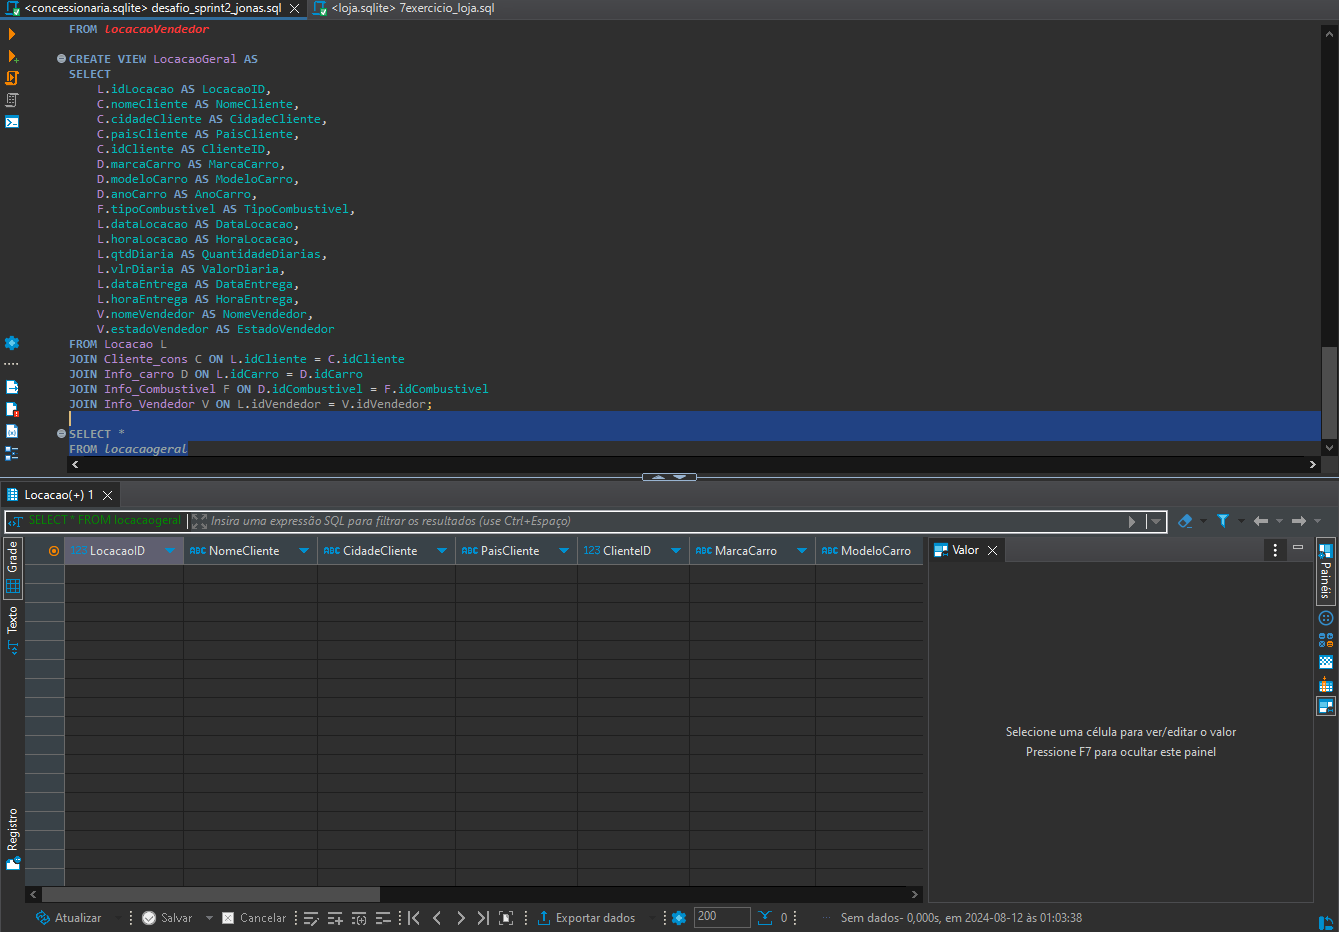 <concessionaria.sqlite> desafio_sprint2_jonas.sql
<loja.sqlite> 7exercicio_loja.sql
FROM locacaoVendedor
CREATE VIEW LocacaoGeral AS
SELECT
L.idLocacao AS LocacaoID,
C.nomeCliente AS NomeCliente,
C.cidadeCliente AS CidadeCliente,
C.paisCliente AS PaisCliente,
C.idCliente AS ClienteID,
D.marcaCarro AS MarcaCarro,
D.modeloCarro AS ModeloCarro,
D.anoCarro AS AnoCarro,
F.tipoCombustivel AS TipoCombustivel,
L.dataLocacao AS DataLocacao,
L.horaLocacao AS HoraLocacao,
L.qtdDiaria AS QuantidadeDiarias,
L.vlrDiaria AS ValorDiaria,
L.dataEntrega AS DataEntrega,
L.horaEntrega AS HoraEntrega,
V.nomeVendedor AS NomeVendedor,
V.estadoVendedor AS EstadoVendedor
FROM Locacao L
JOIN Cliente_cons C ON L.idCliente = C.idCliente
JOIN Info_carro D ON L.idCarro = D.idCarro
JOIN Info_Combustivel F ON D.idCombustivel = F.idCombustivel
JOIN Info_Vendedor V ON L.idVendedor = V.idVendedor;
SELECT *
FROM locacaogeral
Locacao(+) 1
SELECT * FROM locacaogeral
Insira uma expressão SQL para filtrar os resultados (use Ctrl+Espaço)
Grade
Texto
Registro
123 LocacaoID
ABC NomeCliente
ABC CidadeCliente
ABC PaisCliente
123 ClienteID
ABC MarcaCarro
ABC ModeloCarro
Valor
Painéis
Selecione uma célula para ver/editar o valor
Pressione F7 para ocultar este painel
Atualizar
Salvar
Cancelar
Exportar dados
200
0
Sem dados- 0,000s, em 2024-08-12 às 01:03:38